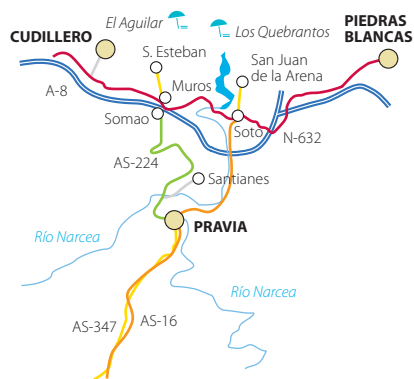 El Aguilar
Los Quebrantos
PIEDRAS
BLANCAS
CUDILLERO
S. Esteban
San Juan
de la Arena
A-8
Muros
Somao
Soto
N-632
AS-224
Santianes
PRAVIA
Río Narcea
Río Narcea
AS-347
AS-16